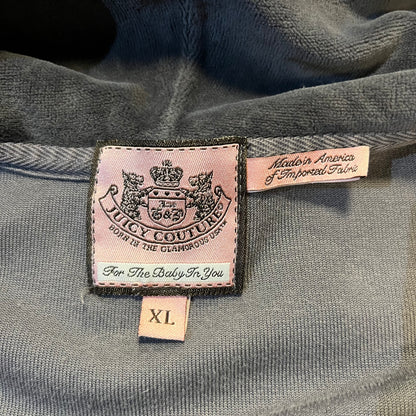 Made in America
of Imported Fabric
Love
G&P
JUICY COUTURE
BORN IN THE GLAMOROUS USA
For The Baby In You
XL